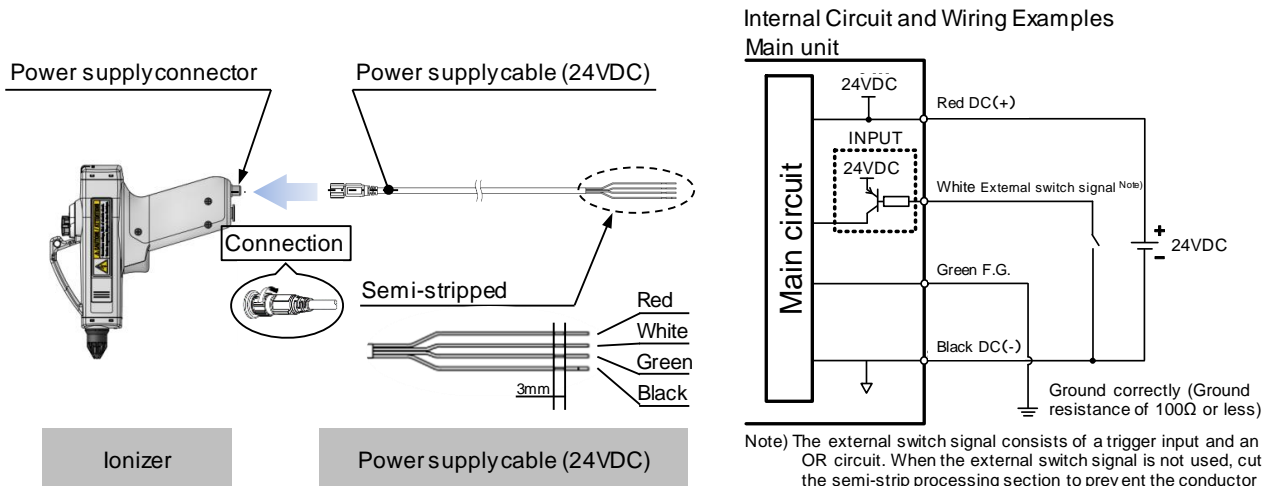 Power supply connector
Power supply cable (24VDC)
Connection
Semi-stripped
Red
White
Green
Black
3mm
Ionizer
Power supply cable (24VDC)
Internal Circuit and Wiring Examples
Main unit
Main circuit
24VDC
INPUT
24VDC
Red DC(+)
White External switch signal Note)
Green F.G.
Black DC(-)
+
24VDC
-
Ground correctly (Ground
resistance of 100Ω or less)
Note) The external switch signal consists of a trigger input and an
OR circuit. When the external switch signal is not used, cut
the semi-strip processing section to prevent the conductor